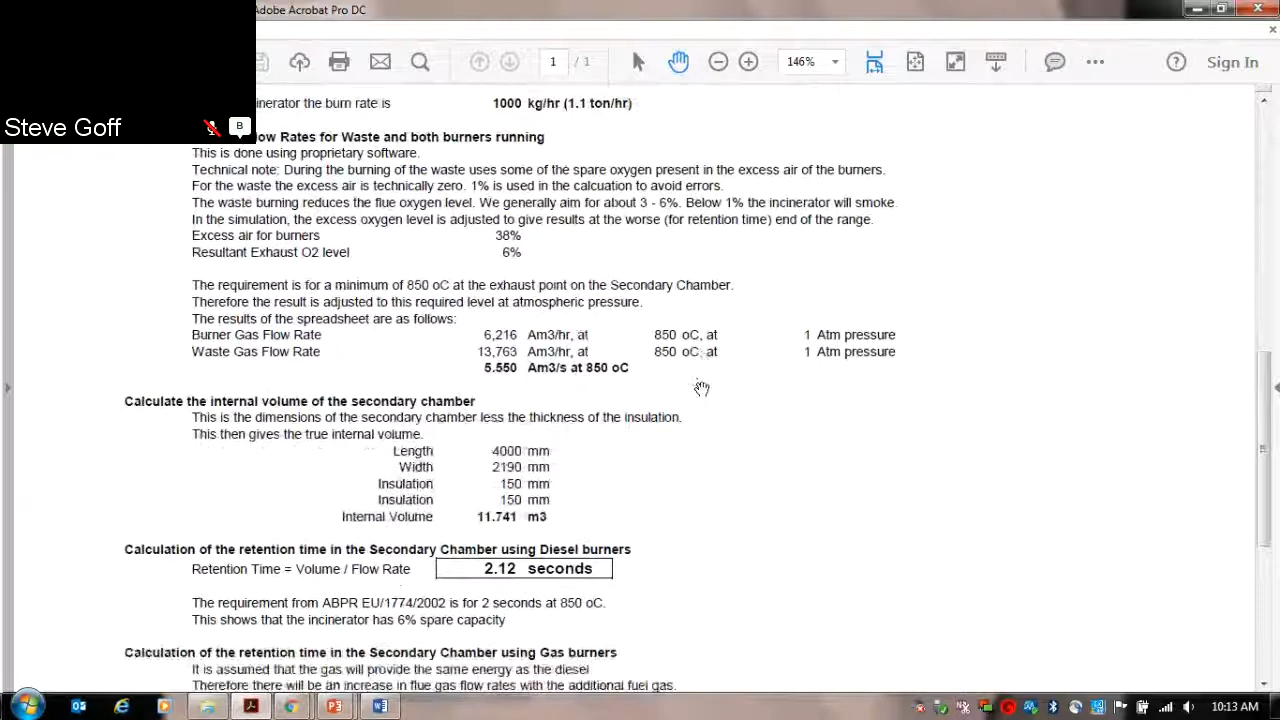 Adobe Acrobat Pro DC
1 / 1
146%
Sign In
Steve Goff
B
cinerator the burn rate is 1000 kg/hr (1.1 ton/hr)
low Rates for Waste and both burners running
This is done using proprietary software.
Technical note: During the burning of the waste uses some of the spare oxygen present in the excess air of the burners.
For the waste the excess air is technically zero. 1% is used in the calcuation to avoid errors.
The waste burning reduces the flue oxygen level. We generally aim for about 3 - 6%. Below 1% the incinerator will smoke.
In the simulation, the excess oxygen level is adjusted to give results at the worse (for retention time) end of the range.
Excess air for burners 38%
Resultant Exhaust O2 level 6%
The requirement is for a minimum of 850 oC at the exhaust point on the Secondary Chamber.
Therefore the result is adjusted to this required level at atmospheric pressure.
The results of the spreadsheet are as follows:
Burner Gas Flow Rate 6,216 Am3/hr, at 850 oC, at 1 Atm pressure
Waste Gas Flow Rate 13,763 Am3/hr, at 850 oC, at 1 Atm pressure
5.550 Am3/s at 850 oC
Calculate the internal volume of the secondary chamber
This is the dimensions of the secondary chamber less the thickness of the insulation.
This then gives the true internal volume.
Length 4000 mm
Width 2190 mm
Insulation 150 mm
Insulation 150 mm
Internal Volume 11.741 m3
Calculation of the retention time in the Secondary Chamber using Diesel burners
Retention Time = Volume / Flow Rate 2.12 seconds
The requirement from ABPR EU/1774/2002 is for 2 seconds at 850 oC.
This shows that the incinerator has 6% spare capacity
Calculation of the retention time in the Secondary Chamber using Gas burners
It is assumed that the gas will provide the same energy as the diesel
Therefore there will be an increase in flue gas flow rates with the additional fuel gas.
10:13 AM